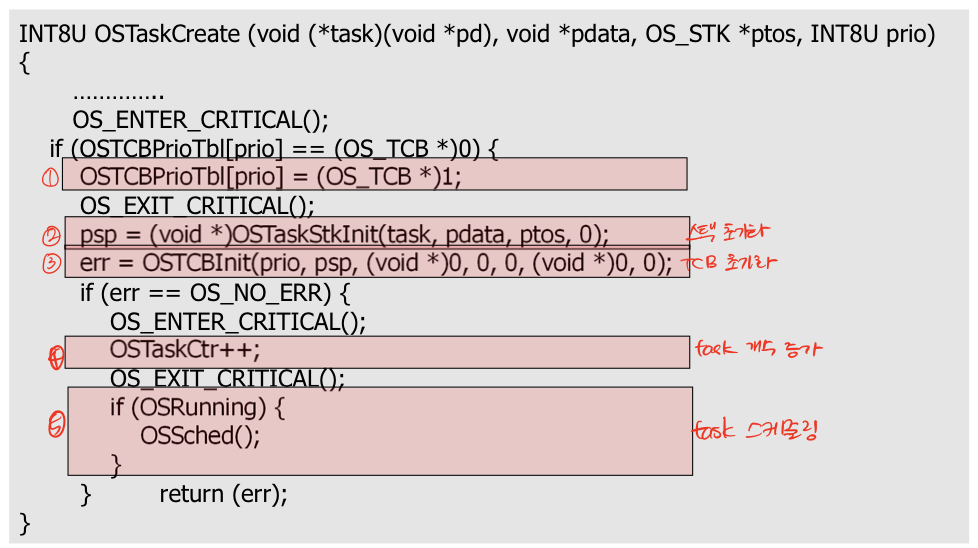 INT8U OSTaskCreate (void (*task)(void *pd), void *pdata, OS_STK *ptos, INT8U prio)
{
…………..
OS_ENTER_CRITICAL();
if (OSTCBPrioTbl[prio] == (OS_TCB *)0) {
① OSTCBPrioTbl[prio] = (OS_TCB *)1;
OS_EXIT_CRITICAL();
② psp = (void *)OSTaskStkInit(task, pdata, ptos, 0); 스택 초기화
③ err = OSTCBInit(prio, psp, (void *)0, 0, 0, (void *)0, 0); TCB 초기화
if (err == OS_NO_ERR) {
OS_ENTER_CRITICAL();
④ OSTaskCtr++; task 개수 증가
OS_EXIT_CRITICAL();
⑤ if (OSRunning) {
OSSched(); task 스케줄링
}
} return (err);
}